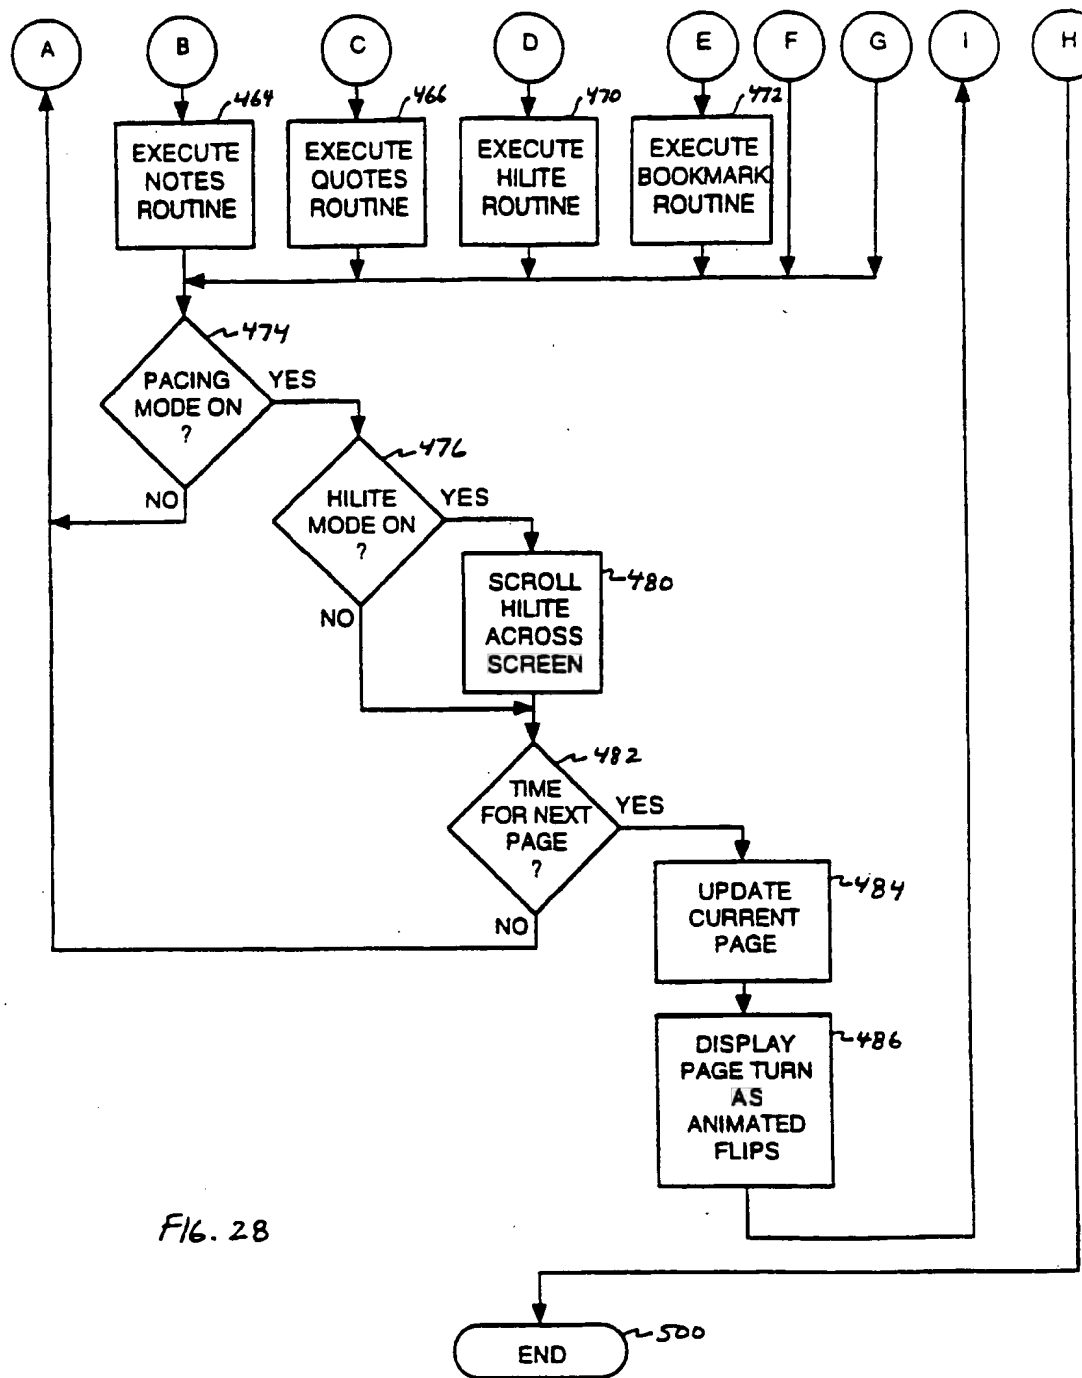 A B C D E F G I H
464 466 470 472
EXECUTE
NOTES
ROUTINE
EXECUTE
QUOTES
ROUTINE
EXECUTE
HILITE
ROUTINE
EXECUTE
BOOKMARK
ROUTINE
474
PACING
MODE ON
?
YES
NO
476
HILITE
MODE ON
?
YES
NO
480
SCROLL
HILITE
ACROSS
SCREEN
482
TIME
FOR NEXT
PAGE
?
YES
NO
484
UPDATE
CURRENT
PAGE
486
DISPLAY
PAGE TURN
AS
ANIMATED
FLIPS
FIG. 28
500
END